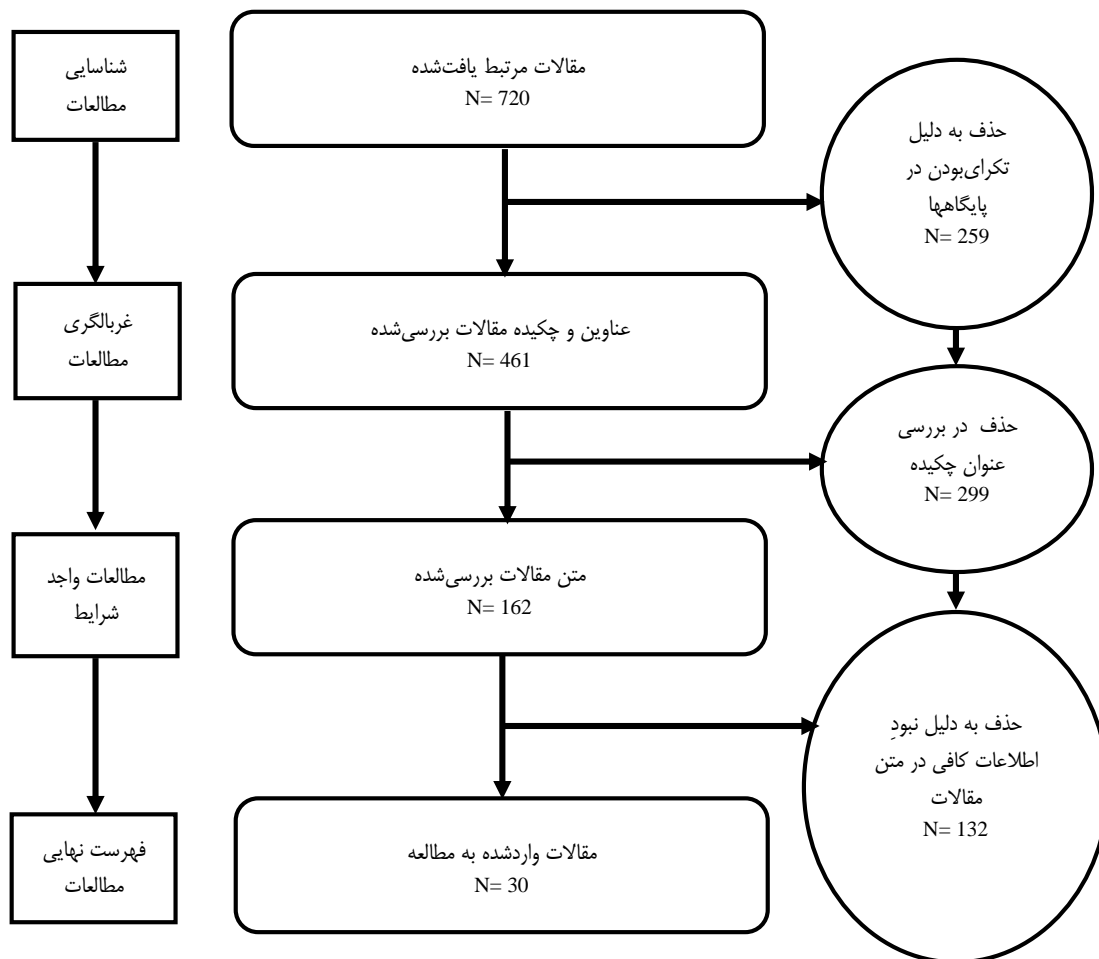 شناسایی
مطالعات
مقالات مرتبط یافت‌شده
N= 720
حذف به دلیل
تکرای‌بودن در
پایگاهها
N= 259
غربالگری
مطالعات
عناوین و چکیده مقالات بررسی‌شده
N= 461
حذف در بررسی
عنوان چکیده
N= 299
مطالعات واجد
شرایط
متن مقالات بررسی‌شده
N= 162
حذف به دلیل نبودِ
اطلاعات کافی در متن
مقالات
N= 132
فهرست نهایی
مطالعات
مقالات واردشده به مطالعه
N= 30